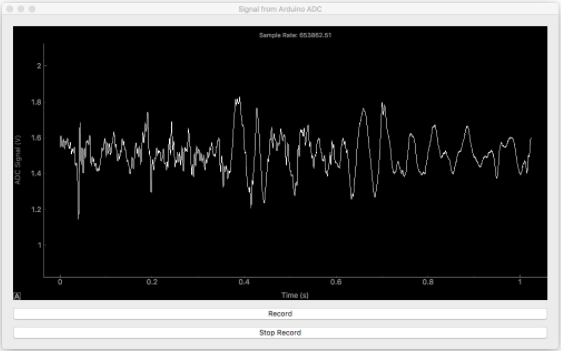 Signal from Arduino ADC
Sample Rate: 653862.51
2
1.8
1.6
1.4
1.2
1
ADC Signal (V)
0
0.2
0.4
0.6
0.8
1
Time (s)
A
Record
Stop Record